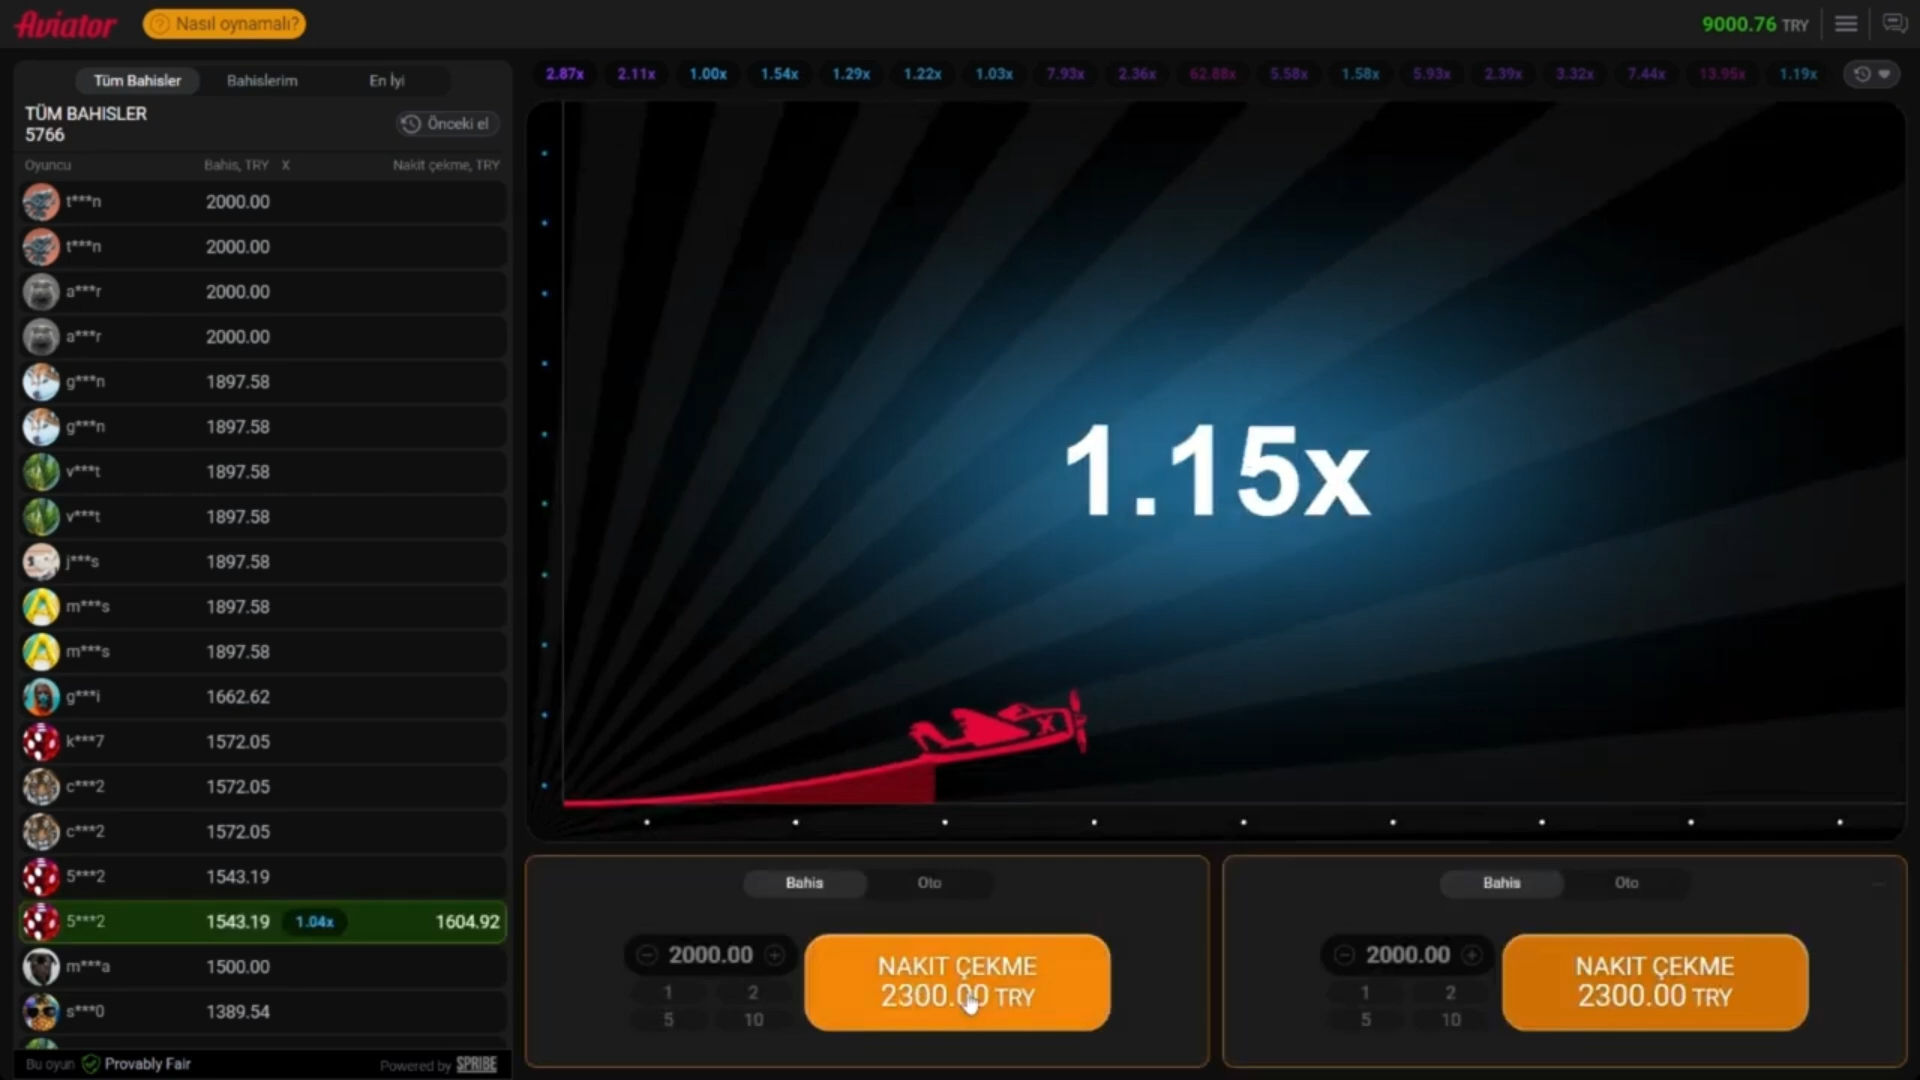 Aviator
Nasıl oynamalı?
9000.76 TRY
Tüm Bahisler
Bahislerim
En İyi
2.87x 2.11x 1.00x 1.54x 1.29x 1.22x 1.03x 7.93x 2.36x 62.88x 5.58x 1.58x 5.93x 2.39x 3.32x 7.44x 13.95x 1.19x
TÜM BAHISLER
5766
Önceki el
Oyuncu Bahis, TRY X Nakit çekme, TRY
t***n 2000.00
t***n 2000.00
a***r 2000.00
a***r 2000.00
g***n 1897.58
g***n 1897.58
v***t 1897.58
v***t 1897.58
j***s 1897.58
m***s 1897.58
m***s 1897.58
g***i 1662.62
k***7 1572.05
c***2 1572.05
c***2 1572.05
5***2 1543.19
5***2 1543.19 1.04x 1604.92
m***a 1500.00
s***0 1389.54
Bu oyun Provably Fair
Powered by SPRIBE
1.15x
X
Bahis Oto
2000.00
1 2
5 10
NAKIT ÇEKME
2300.00 TRY
Bahis Oto
2000.00
1 2
5 10
NAKIT ÇEKME
2300.00 TRY